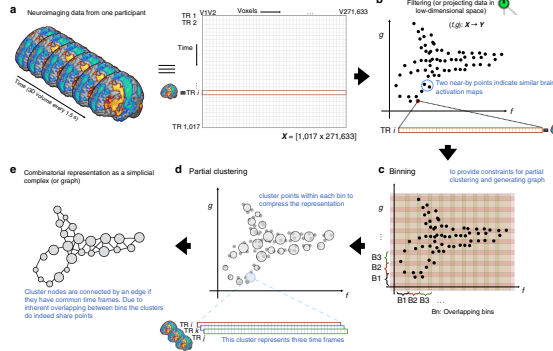 a
Neuroimaging data from one participant
V1V2
Voxels
...
V271,633
TR 1
TR 2
Time
TR i
TR 1,017
X = [1,017 x 271,633]
Time (3D volume every 1.5 s)
b
Filtering (or projecting data in
low-dimensional space)
(f,g): X → Y
g
Two near-by points indicate similar brain
activation maps
f
TR i
e
Combinatorial representation as a simplicial
complex (or graph)
Cluster nodes are connected by an edge if
they have common time frames. Due to
inherent overlapping between bins the clusters
do indeed share points
d
Partial clustering
cluster points within each bin to
compress the representation
g
f
TR i
TR k
TR j
This cluster represents three time frames
c
Binning
to provide constraints for partial
clustering and generating graph
g
B3
B2
B1
f
B1 B2 B3 ...
Bn: Overlapping bins